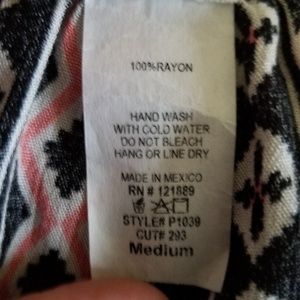 100%RAYON
HAND WASH
WITH COLD WATER
DO NOT BLEACH
HANG OR LINE DRY
MADE IN MEXICO
RN # 121889
STYLE# P1039
CUT# 293
Medium